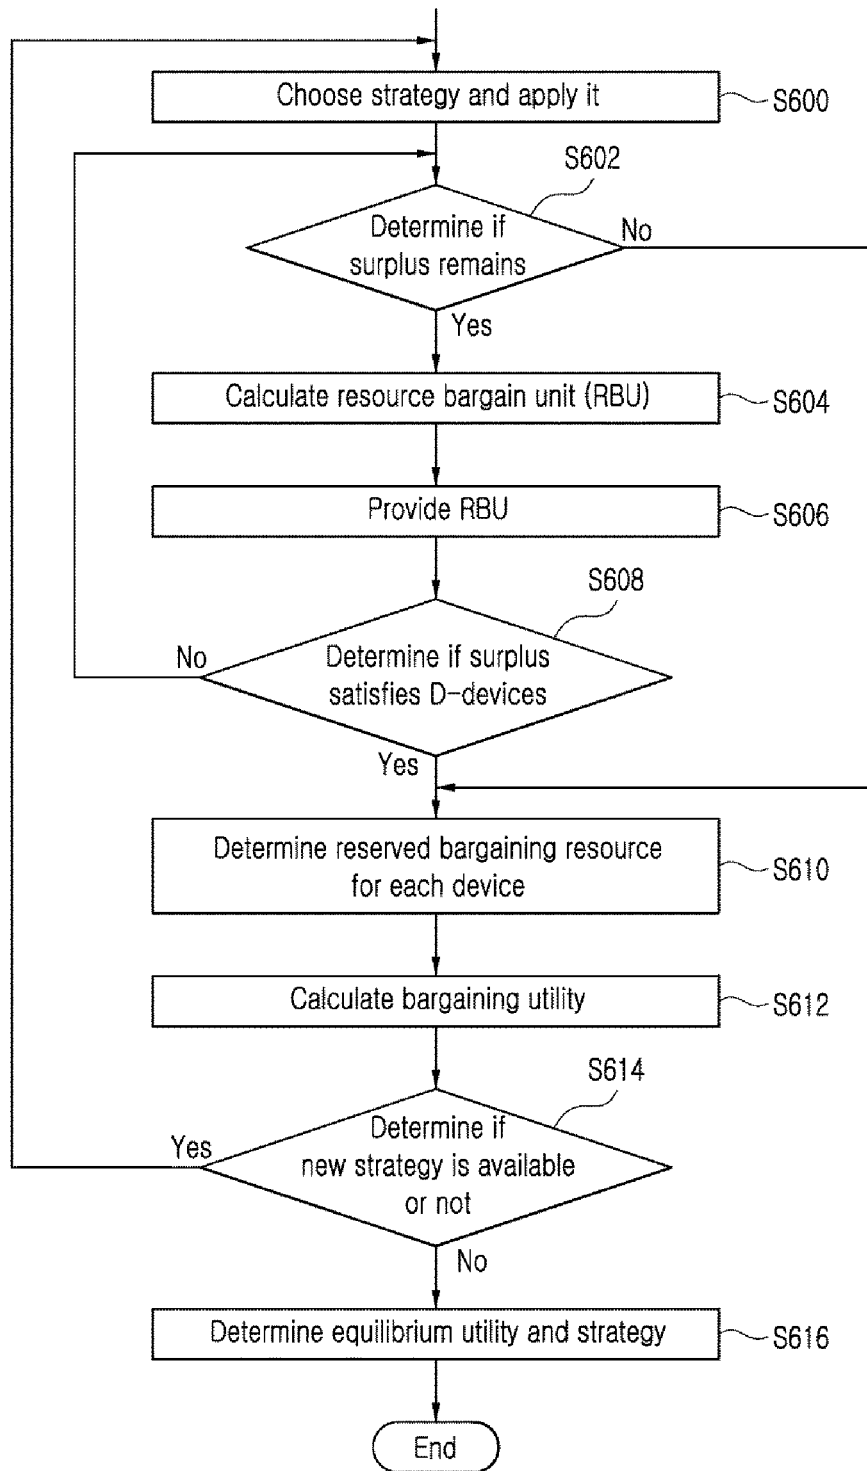 Choose strategy and apply it
S600
S602
Determine if
surplus remains
No
Yes
Calculate resource bargain unit (RBU)
S604
Provide RBU
S606
S608
No
Determine if surplus
satisfies D-devices
Yes
Determine reserved bargaining resource
for each device
S610
Calculate bargaining utility
S612
S614
Yes
Determine if
new strategy is available
or not
No
Determine equilibrium utility and strategy
S616
End